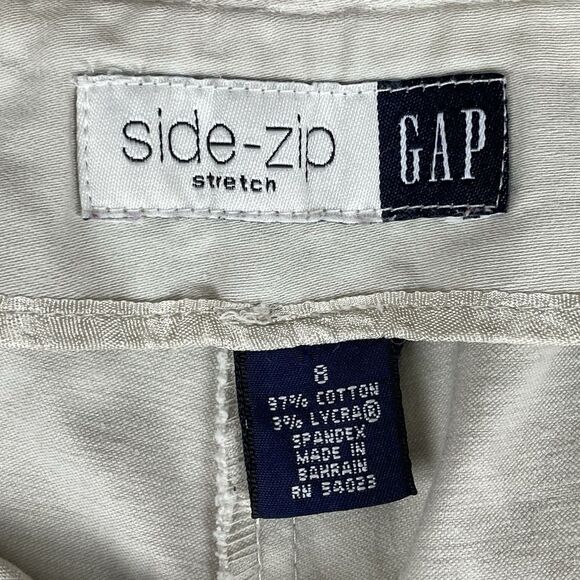 side-zip
stretch
GAP
8
97% COTTON
3% LYCRA®
SPANDEX
MADE IN
BAHRAIN
RN 54023